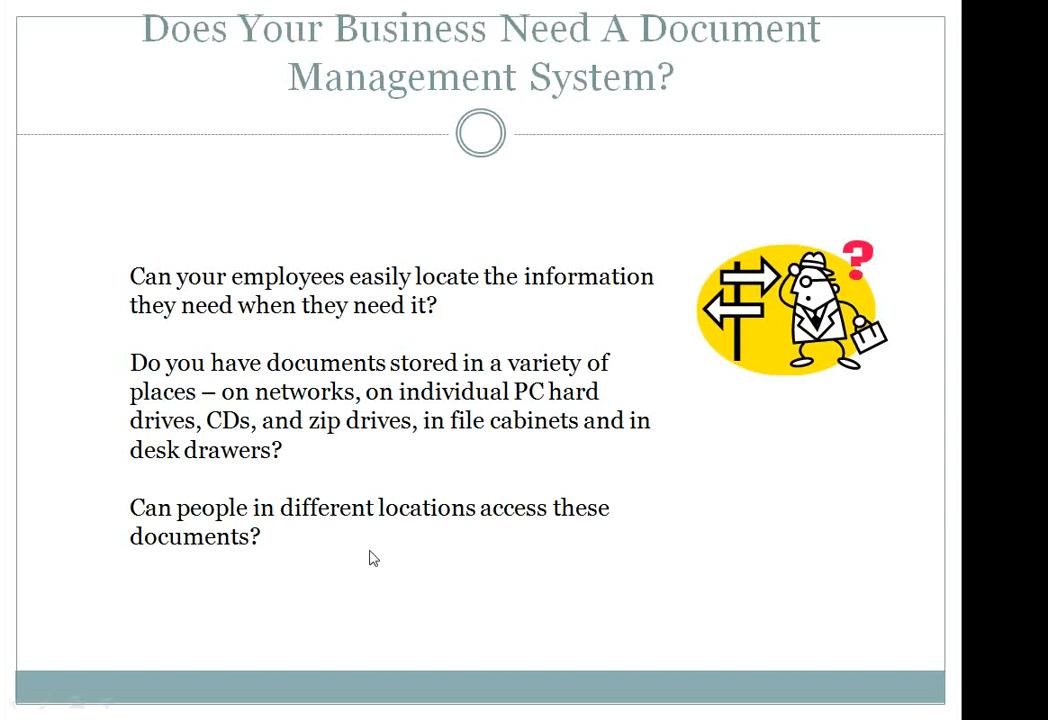 Does Your Business Need A Document
Management System?
Can your employees easily locate the information
they need when they need it?
Do you have documents stored in a variety of
places – on networks, on individual PC hard
drives, CDs, and zip drives, in file cabinets and in
desk drawers?
Can people in different locations access these
documents?
?